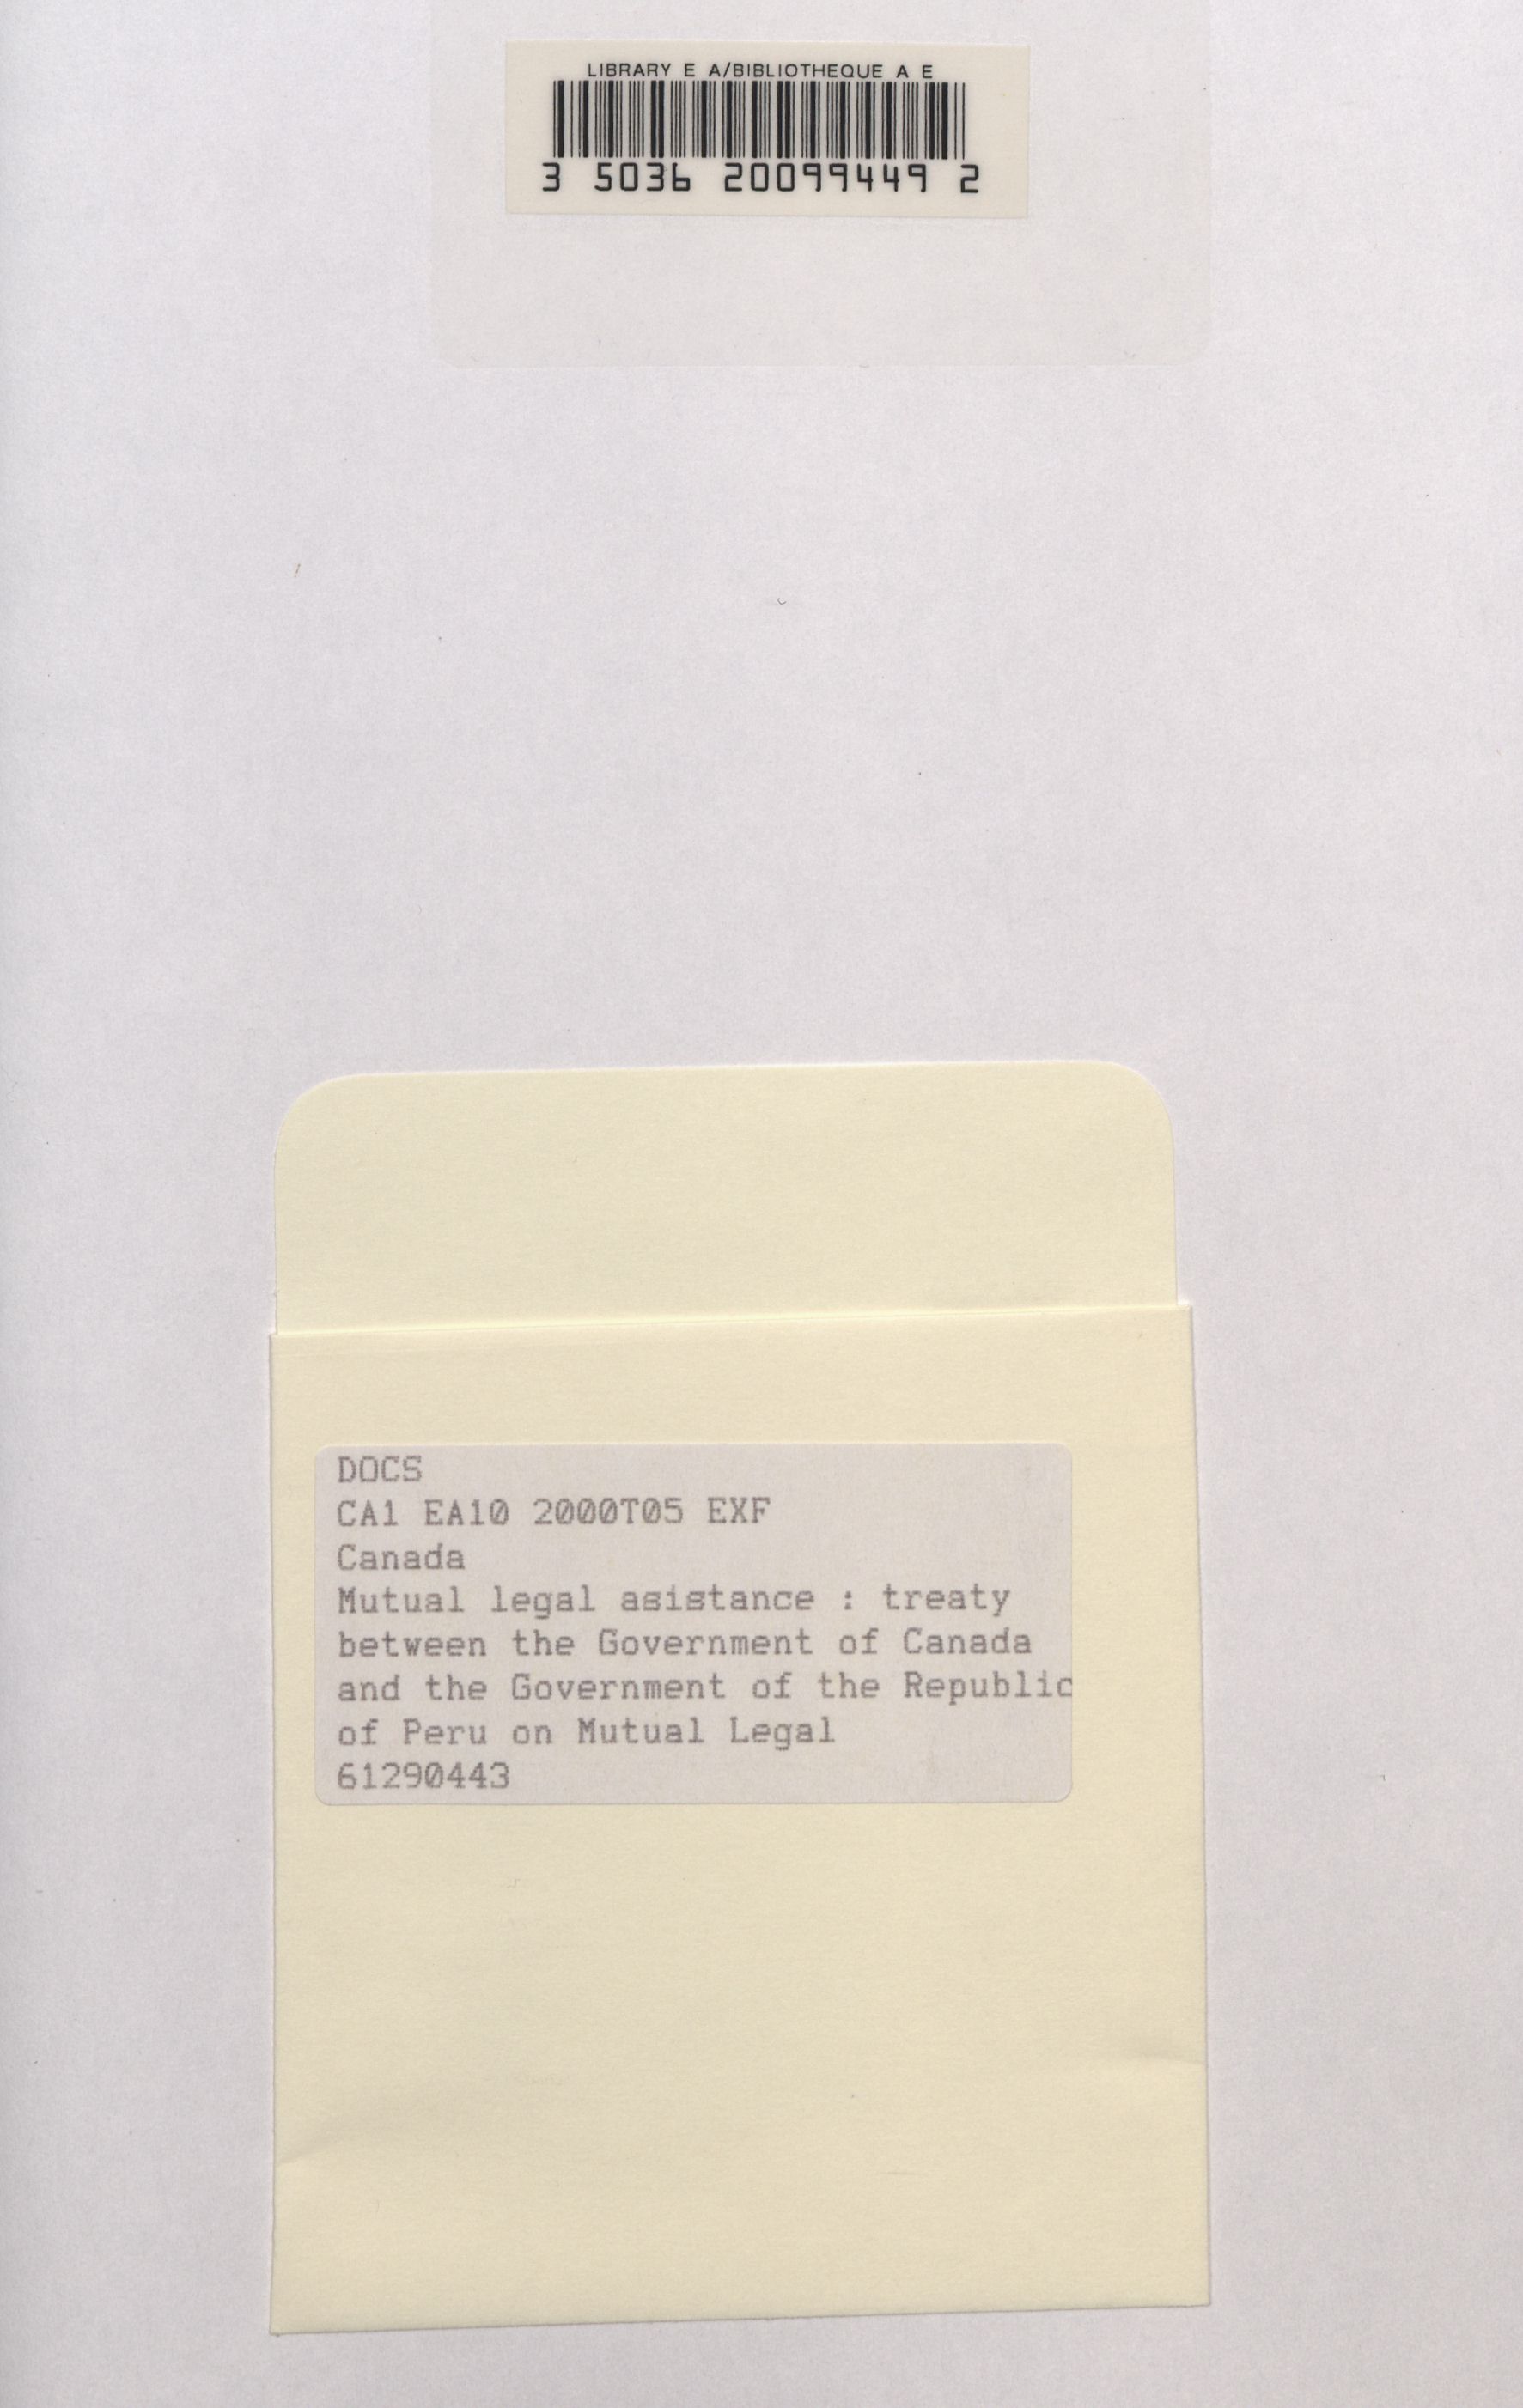 LIBRARY E A/BIBLIOTHEQUE A E
3 5036 20099449 2
DOCS
CA1 EA10 2000T05 EXF
Canada
Mutual legal asistance : treaty
between the Government of Canada
and the Government of the Republic
of Peru on Mutual Legal
61290443